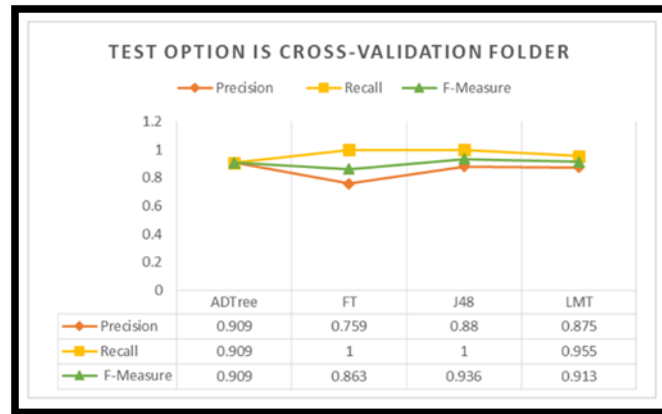 TEST OPTION IS CROSS-VALIDATION FOLDER
Precision Recall F-Measure
1.2
1
0.8
0.6
0.4
0.2
0
ADTree FT J48 LMT
Precision 0.909 0.759 0.88 0.875
Recall 0.909 1 1 0.955
F-Measure 0.909 0.863 0.936 0.913